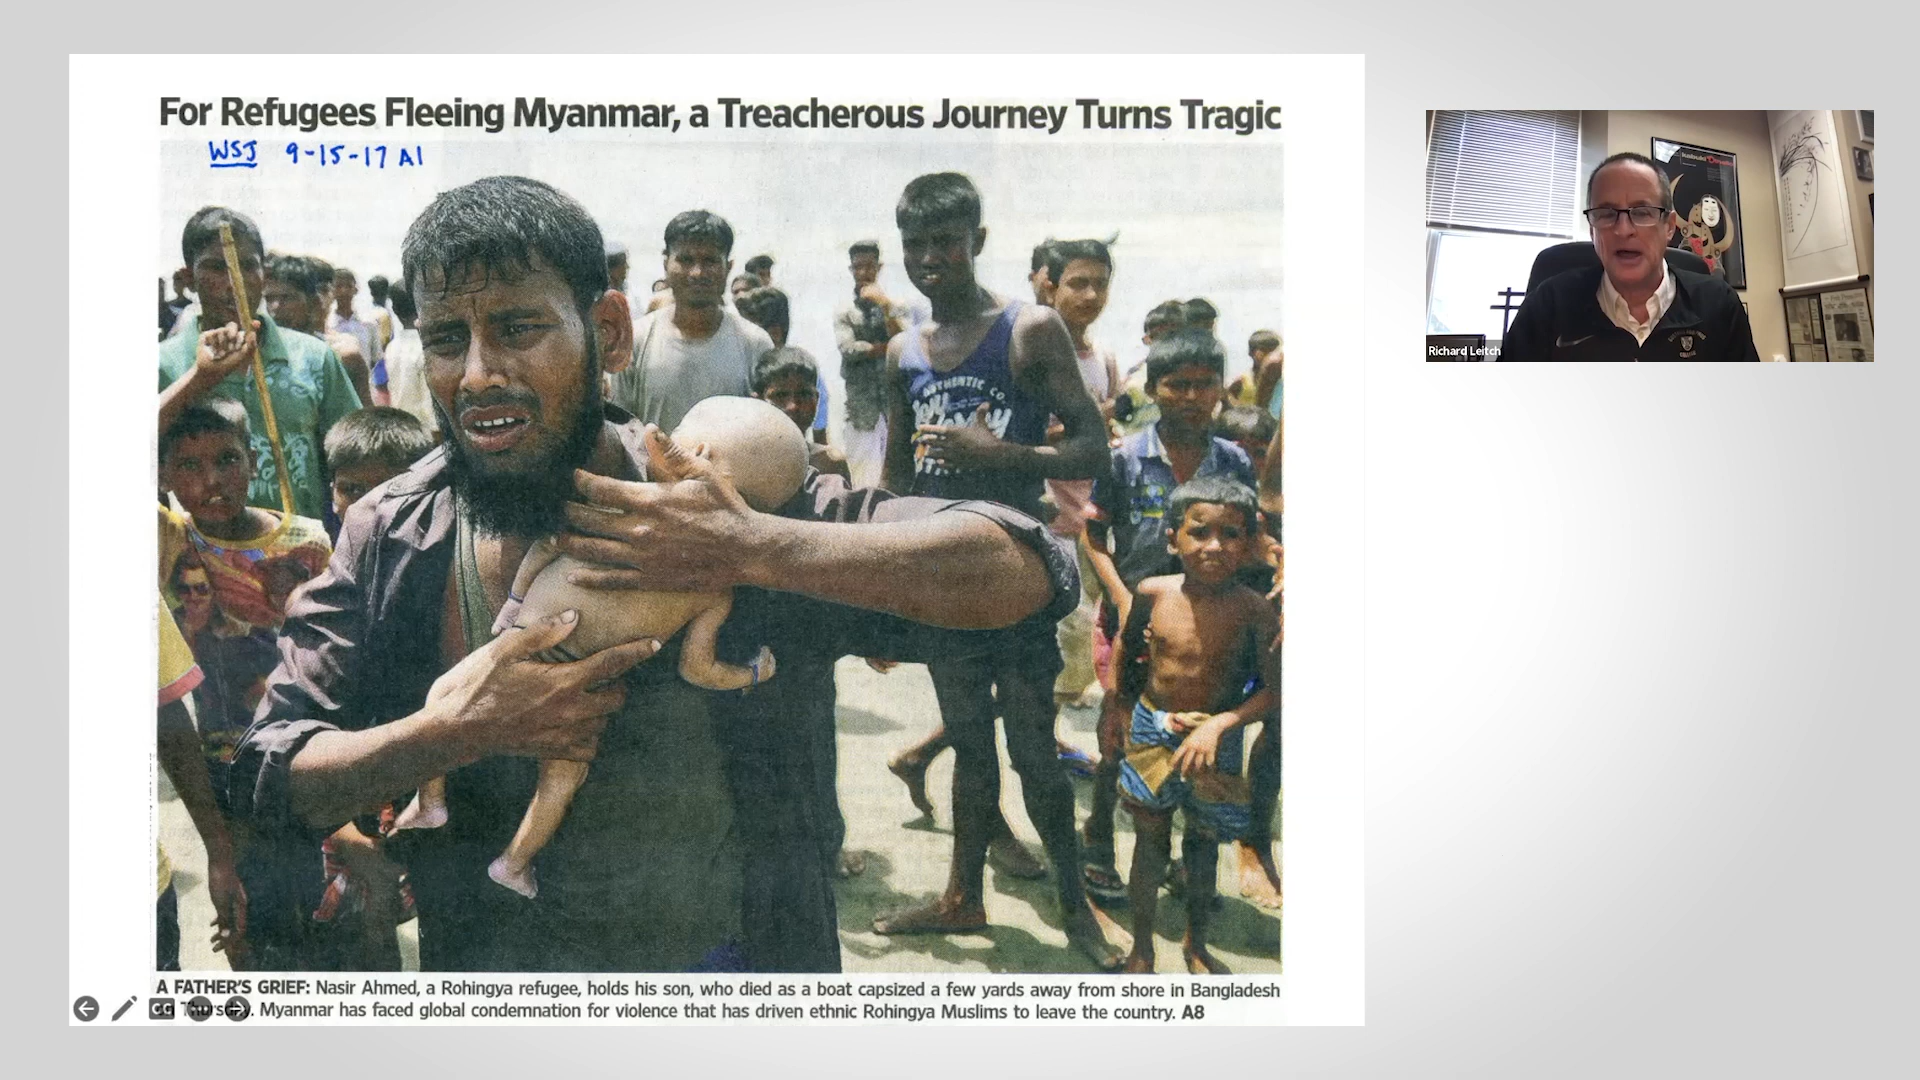 For Refugees Fleeing Myanmar, a Treacherous Journey Turns Tragic
WSJ 9-15-17 A1
AUTHENTIC CO.
A FATHER'S GRIEF: Nasir Ahmed, a Rohingya refugee, holds his son, who died as a boat capsized a few yards away from shore in Bangladesh
Thursday. Myanmar has faced global condemnation for violence that has driven ethnic Rohingya Muslims to leave the country. A8
CC
Richard Leitch